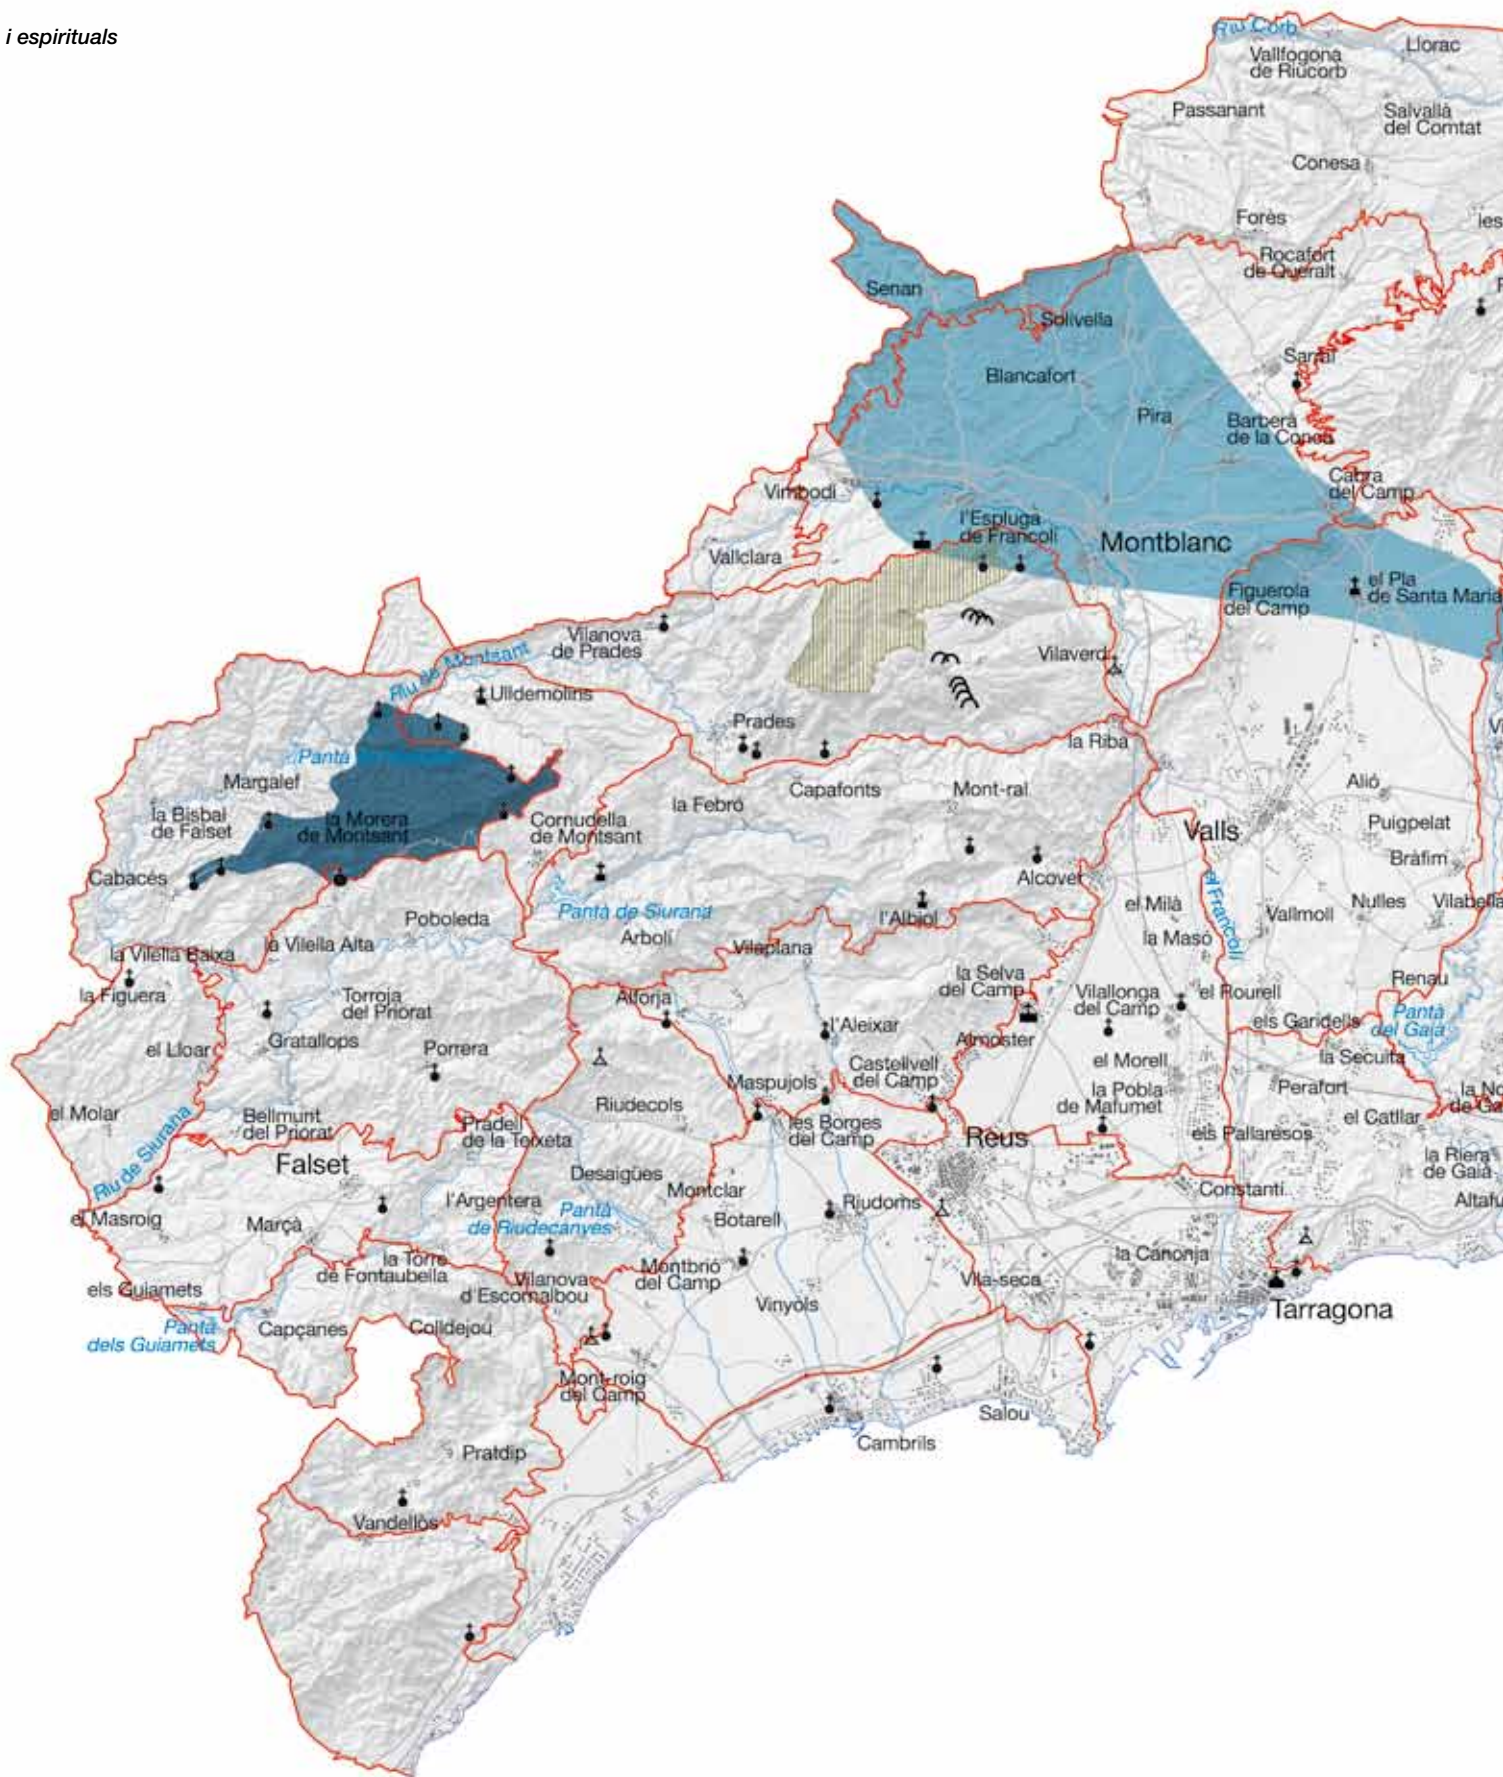 i espirituals
Riu Corb
Llorac
Vallfogona
de Riucorb
Passanant
Salvallà
del Comtat
Conesa
Forès
les
Rocafort
de Queralt
Senan
Solivella
Sarral
Blancafort
Pira
Barberà
de la Conca
Cabra
del Camp
Vimbodí
l'Espluga
de Francolí
Montblanc
Vallclara
Figuerola
del Camp
el Pla
de Santa Maria
Vilanova
de Prades
Vilaverd
Riu de Montsant
Ulldemolins
Prades
la Riba
Pantà
Margalef
Capafonts
Mont-ral
Alió
la Febró
la Bisbal
de Falset
la Morera
de Montsant
Cornudella
de Montsant
Valls
Puigpelat
Bràfim
Cabacés
Alcover
el Francolí
el Milà
Nulles
Vilabella
Vallmoll
Poboleda
Pantà de Siurana
l'Albiol
Arbolí
la Masó
la Vilella Alta
la Vilella Baixa
Vilaplana
la Selva
del Camp
Renau
la Figuera
Torroja
del Priorat
Alforja
Vilallonga
del Camp
el Rourell
Pantà
del Gaià
l'Aleixar
els Garidells
Gratallops
Almoster
el Lloar
Porrera
Castellvell
del Camp
el Morell
la Secuita
Maspujols
la Pobla
de Mafumet
Perafort
el Molar
Riudecols
el Catllar
Bellmunt
del Priorat
Pradell
de la Teixeta
les Borges
del Camp
Reus
els Pallaresos
Riu de Siurana
Falset
la Riera
de Gaià
Desaigües
Montclar
Constantí
l'Argentera
Riudoms
Altafu
el Masroig
Marçà
Pantà
de Riudecanyes
Botarell
la Canonja
la Torre
de Fontaubella
Montbrió
del Camp
els Guiamets
Vilanova
d'Escornalbou
Vila-seca
Vinyols
Tarragona
Pantà
dels Guiamets
Capçanes
Colldejou
Mont-roig
del Camp
Salou
Cambrils
Pratdip
Vandellòs